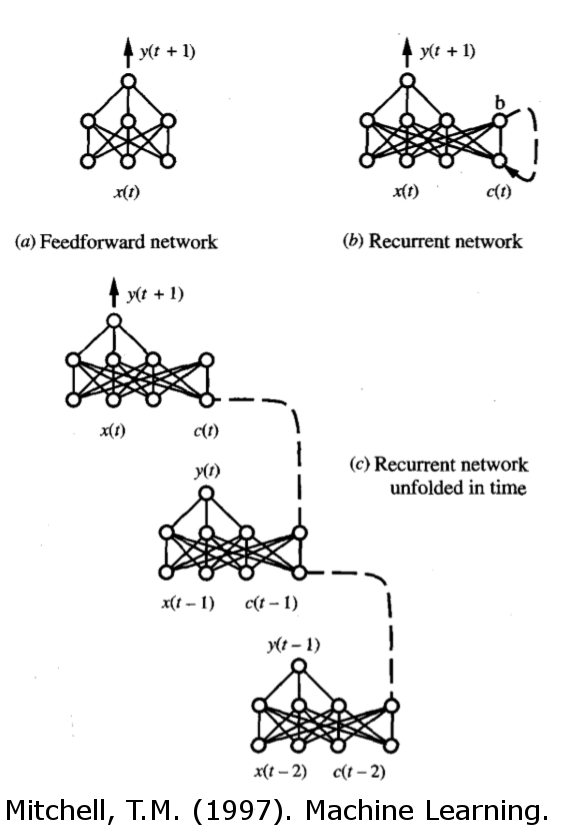 y(t + 1)
x(t)
(a) Feedforward network
y(t + 1)
b
x(t)
c(t)
(b) Recurrent network
y(t + 1)
x(t)
c(t)
(c) Recurrent network
unfolded in time
y(t)
x(t – 1)
c(t – 1)
y(t – 1)
x(t – 2)
c(t – 2)
Mitchell, T.M. (1997). Machine Learning.